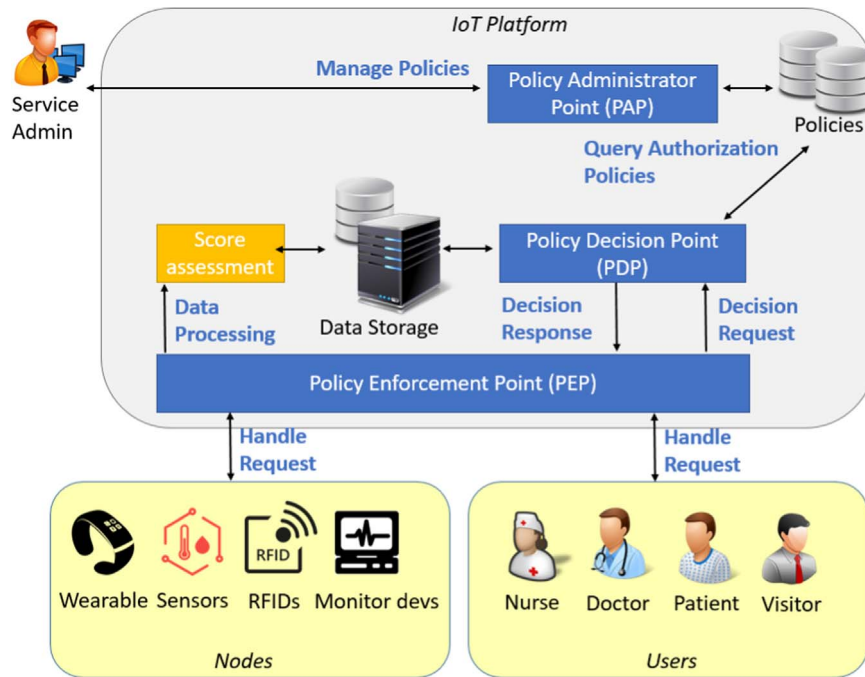 IoT Platform
Service
Admin
Manage Policies
Policy Administrator
Point (PAP)
Policies
Query Authorization
Policies
Score
assessment
Data Storage
Policy Decision Point
(PDP)
Data
Processing
Decision
Response
Decision
Request
Policy Enforcement Point (PEP)
Handle
Request
Handle
Request
RFID
Wearable
Sensors
RFIDs
Monitor devs
Nodes
Nurse
Doctor
Patient
Visitor
Users